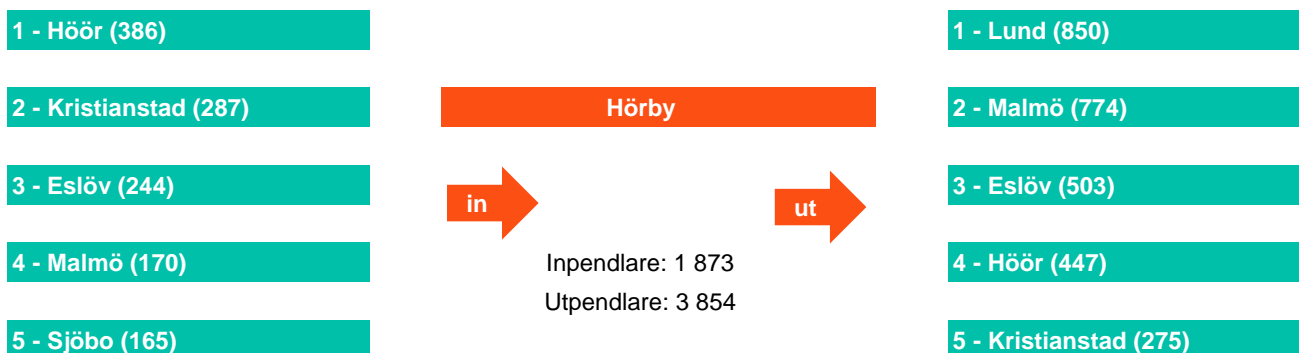 1 - Höör (386)
2 - Kristianstad (287)
3 - Eslöv (244)
4 - Malmö (170)
5 - Sjöbo (165)
Hörby
in
ut
Inpendlare: 1 873
Utpendlare: 3 854
1 - Lund (850)
2 - Malmö (774)
3 - Eslöv (503)
4 - Höör (447)
5 - Kristianstad (275)